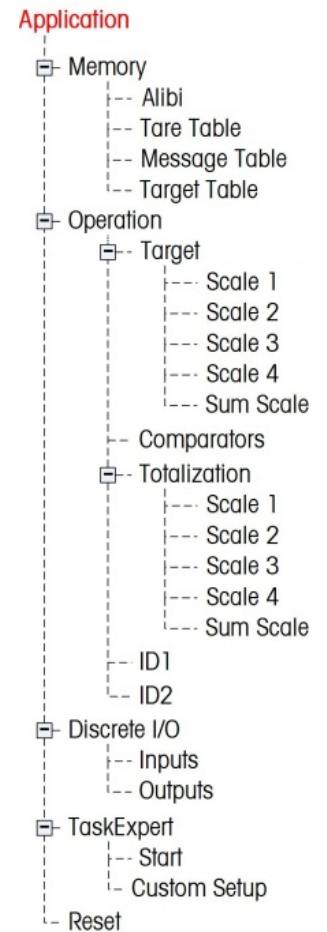 Application
Memory
Alibi
Tare Table
Message Table
Target Table
Operation
Target
Scale 1
Scale 2
Scale 3
Scale 4
Sum Scale
Comparators
Totalization
Scale 1
Scale 2
Scale 3
Scale 4
Sum Scale
ID1
ID2
Discrete I/O
Inputs
Outputs
TaskExpert
Start
Custom Setup
Reset